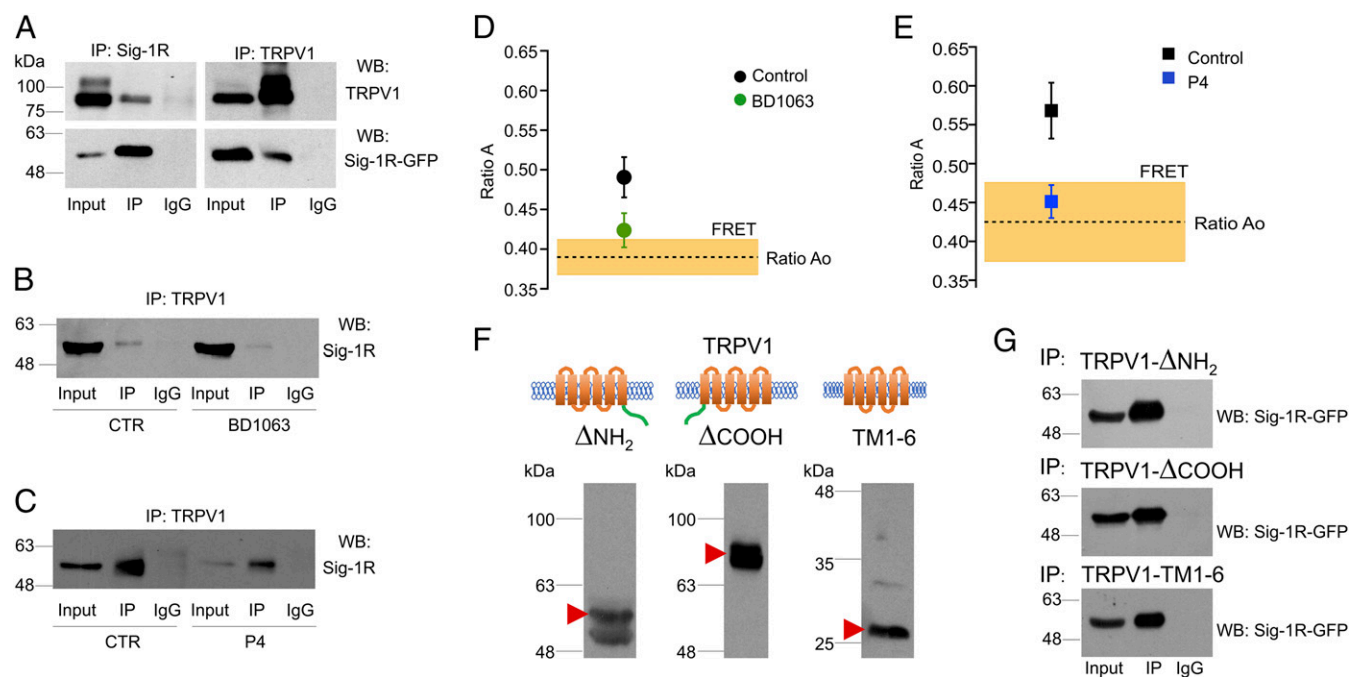 A
IP: Sig-1R
IP: TRPV1
kDa
100
75
63
48
WB:
TRPV1
WB:
Sig-1R-GFP
Input IP IgG
Input IP IgG
B
IP: TRPV1
63
48
WB:
Sig-1R
Input IP IgG Input IP IgG
CTR BD1063
C
IP: TRPV1
63
48
WB:
Sig-1R
Input IP IgG Input IP IgG
CTR P4
D
0.65
0.60
0.55
0.50
0.45
0.40
0.35
Ratio A
Control
BD1063
FRET
Ratio Ao
E
0.65
0.60
0.55
0.50
0.45
0.40
0.35
Ratio A
Control
P4
FRET
Ratio Ao
F
TRPV1
ΔNH₂
ΔCOOH
TM1-6
kDa
100
63
48
kDa
100
63
48
kDa
48
35
25
G
IP: TRPV1-ΔNH₂
63
48
WB: Sig-1R-GFP
IP: TRPV1-ΔCOOH
63
48
WB: Sig-1R-GFP
IP: TRPV1-TM1-6
63
48
WB: Sig-1R-GFP
Input IP IgG